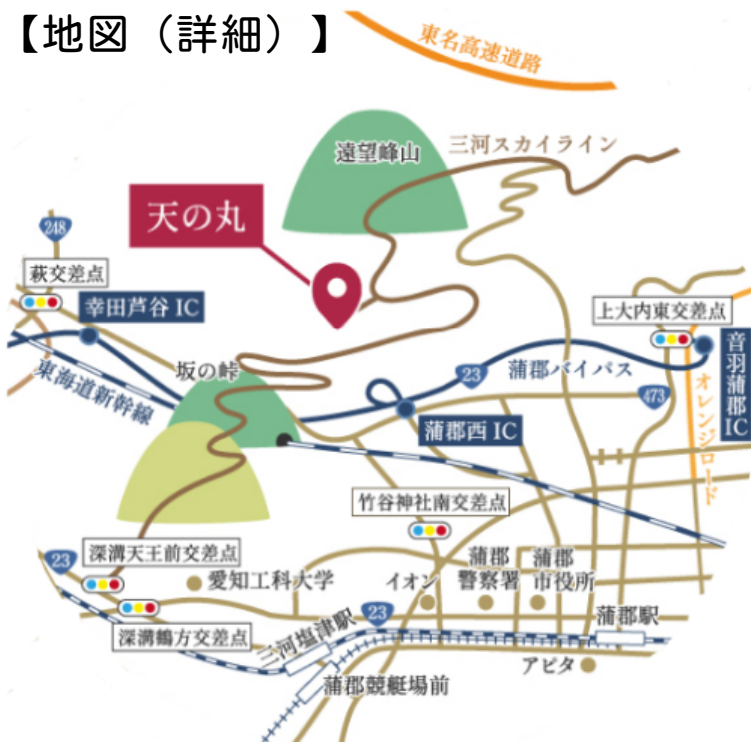 【地図（詳細）】
東名高速道路
遠望峰山
三河スカイライン
天の丸
248
萩交差点
幸田芦谷 IC
上大内東交差点
音羽蒲郡IC
坂の峠
東海道新幹線
23
蒲郡バイパス
473
オレンジロード
蒲郡西 IC
竹谷神社南交差点
23
深溝天王前交差点
愛知工科大学
イオン
蒲郡
警察署
蒲郡
市役所
深溝鶴方交差点
三河塩津駅
23
蒲郡駅
蒲郡競艇場前
アピタ